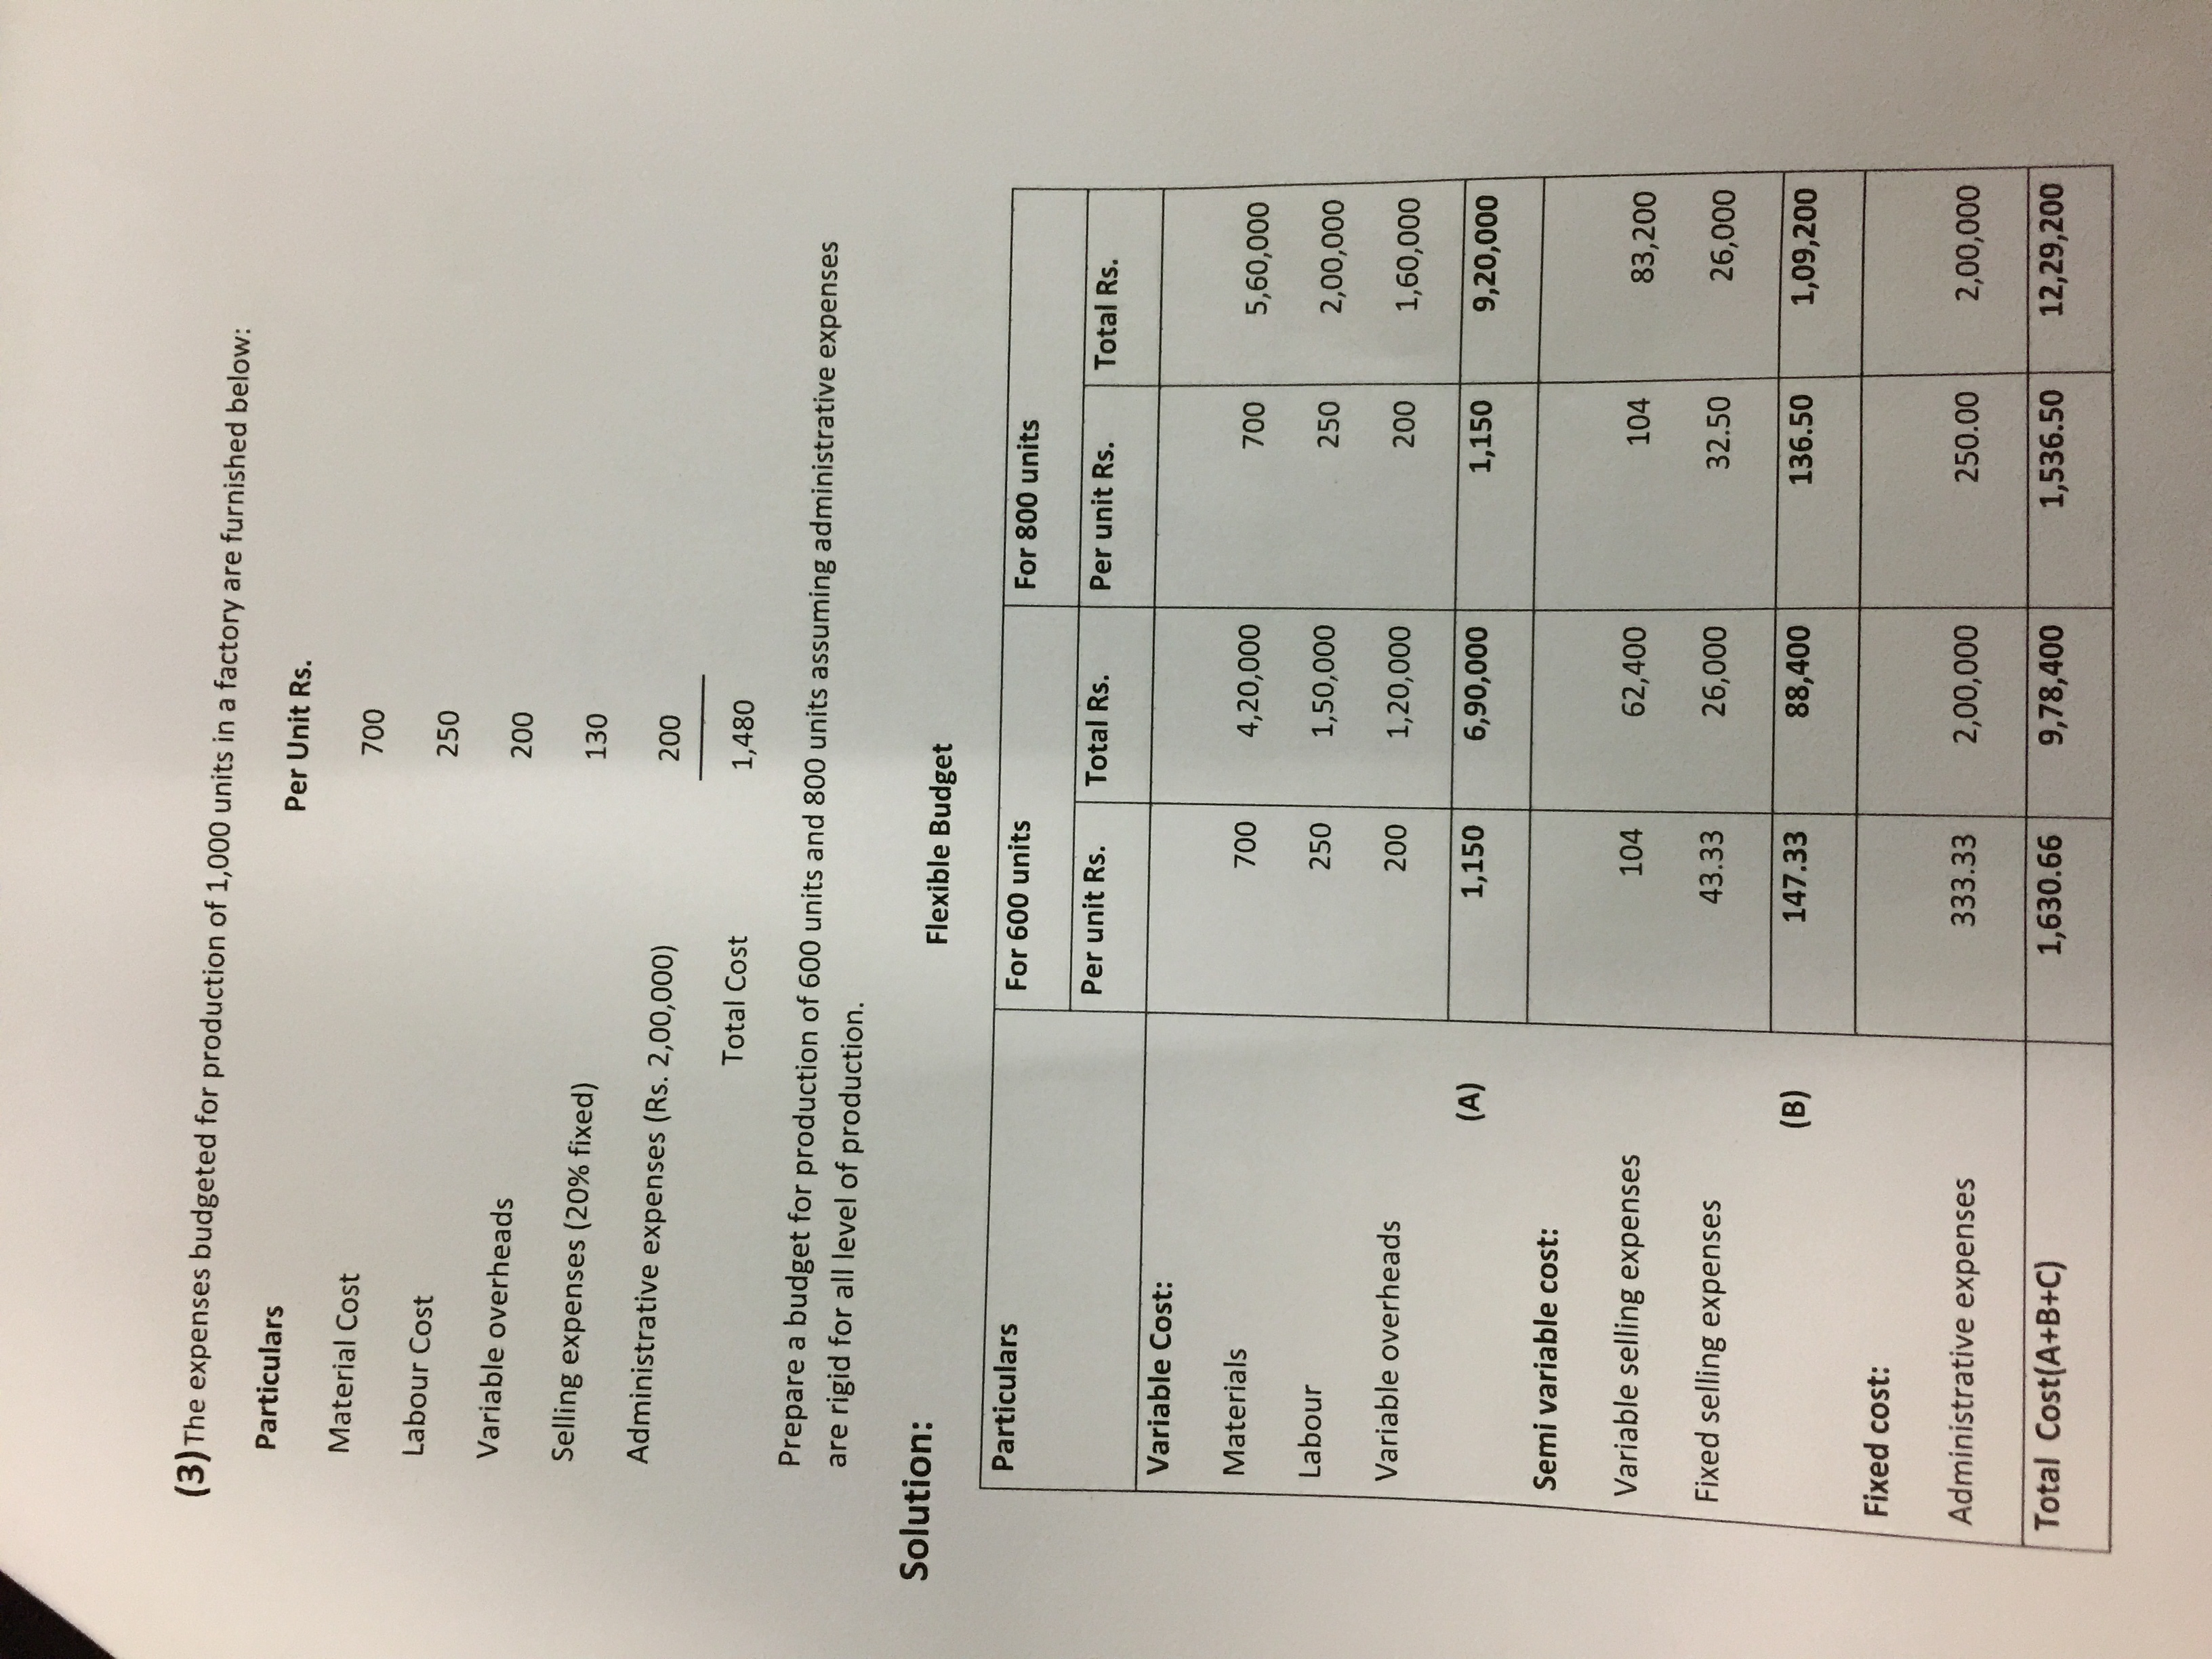 (3) The expenses budgeted for production of 1,000 units in a factory are furnished below:
Particulars Per Unit Rs.
Material Cost 700
Labour Cost 250
Variable overheads 200
Selling expenses (20% fixed) 130
Administrative expenses (Rs. 2,00,000) 200
Total Cost 1,480
Prepare a budget for production of 600 units and 800 units assuming administrative expenses
are rigid for all level of production.
Solution:
Flexible Budget
Particulars For 600 units For 800 units
Per unit Rs. Total Rs. Per unit Rs. Total Rs.
Variable Cost:
Materials 700 4,20,000 700 5,60,000
Labour 250 1,50,000 250 2,00,000
Variable overheads 200 1,20,000 200 1,60,000
(A) 1,150 6,90,000 1,150 9,20,000
Semi variable cost:
Variable selling expenses 104 62,400 104 83,200
Fixed selling expenses 43.33 26,000 32.50 26,000
(B) 147.33 88,400 136.50 1,09,200
Fixed cost:
Administrative expenses 333.33 2,00,000 250.00 2,00,000
Total Cost(A+B+C) 1,630.66 9,78,400 1,536.50 12,29,200